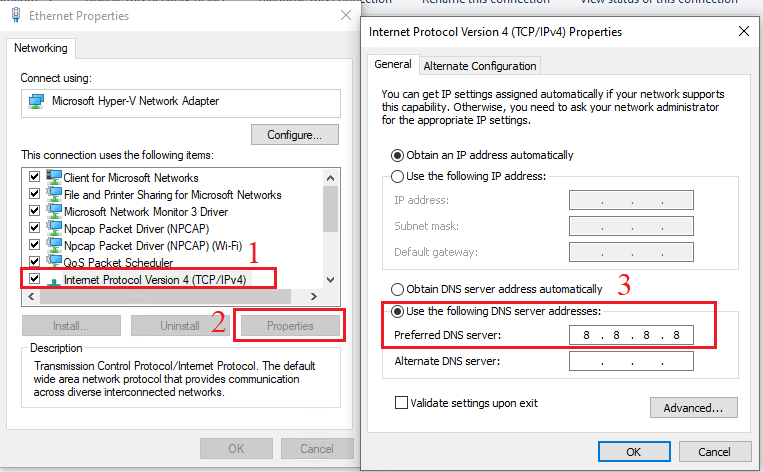 Ethernet Properties
Networking
Connect using:
Microsoft Hyper-V Network Adapter
Configure...
This connection uses the following items:
Client for Microsoft Networks
File and Printer Sharing for Microsoft Networks
Microsoft Network Monitor 3 Driver
Npcap Packet Driver (NPCAP)
Npcap Packet Driver (NPCAP) (Wi-Fi)
QoS Packet Scheduler
Internet Protocol Version 4 (TCP/IPv4)
1
Install...
Uninstall
2
Properties
Description
Transmission Control Protocol/Internet Protocol. The default
wide area network protocol that provides communication
across diverse interconnected networks.
OK
Cancel
rename this connection
View status of this connection
Internet Protocol Version 4 (TCP/IPv4) Properties
General
Alternate Configuration
You can get IP settings assigned automatically if your network supports
this capability. Otherwise, you need to ask your network administrator
for the appropriate IP settings.
Obtain an IP address automatically
Use the following IP address:
IP address:
. . .
Subnet mask:
. . .
Default gateway:
. . .
Obtain DNS server address automatically
3
Use the following DNS server addresses:
Preferred DNS server:
8 . 8 . 8 . 8
Alternate DNS server:
. . .
Validate settings upon exit
Advanced...
OK
Cancel